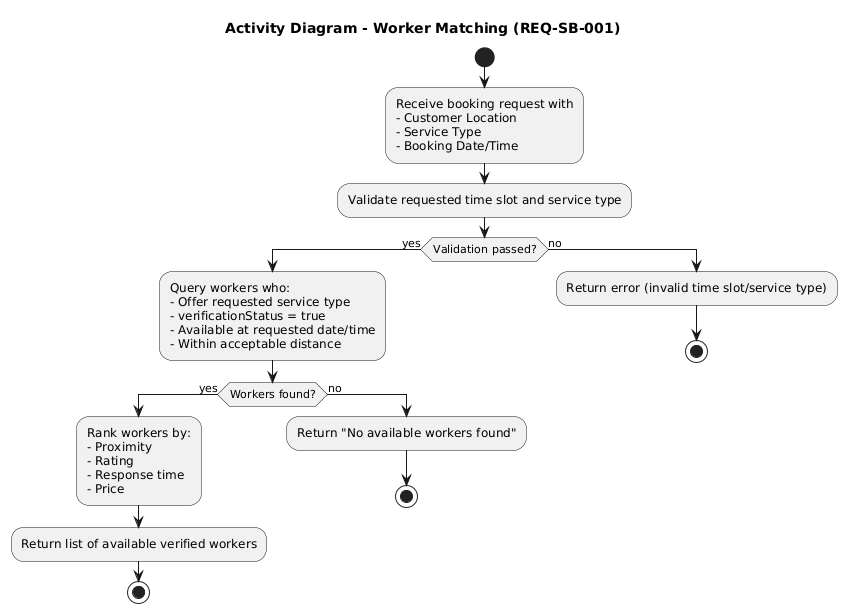 Activity Diagram - Worker Matching (REQ-SB-001)
Receive booking request with
- Customer Location
- Service Type
- Booking Date/Time
Validate requested time slot and service type
yes
Validation passed?
no
Query workers who:
- Offer requested service type
- verificationStatus = true
- Available at requested date/time
- Within acceptable distance
Return error (invalid time slot/service type)
yes
Workers found?
no
Rank workers by:
- Proximity
- Rating
- Response time
- Price
Return "No available workers found"
Return list of available verified workers